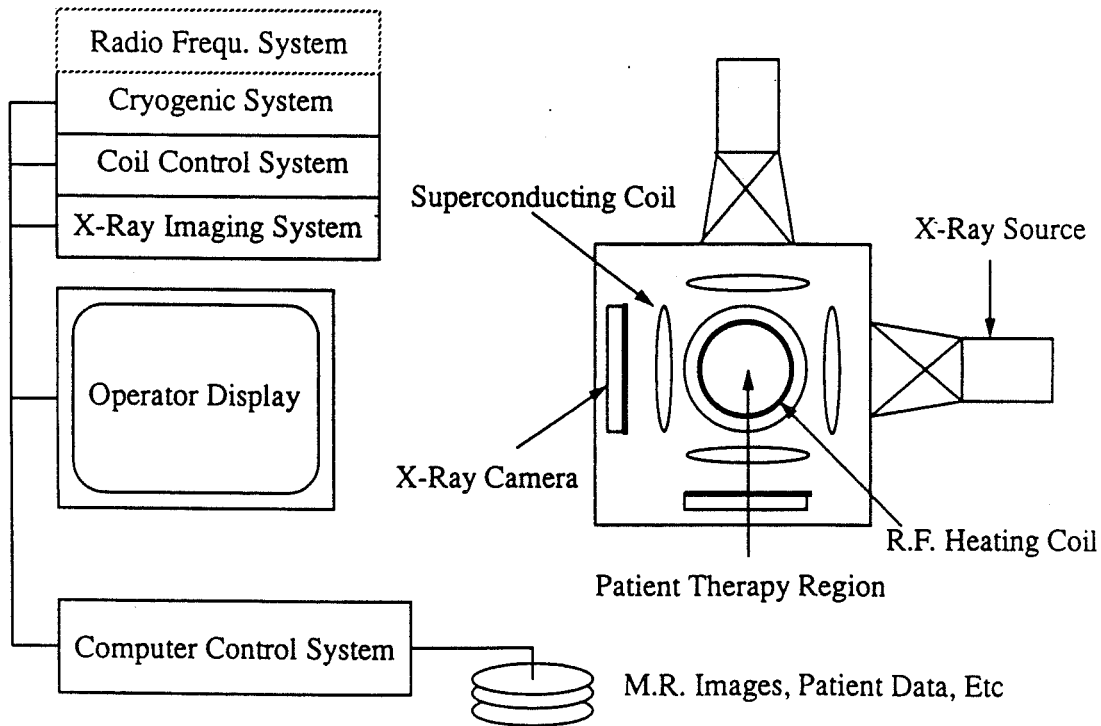 Radio Frequ. System
Cryogenic System
Coil Control System
X-Ray Imaging System
Operator Display
Computer Control System
Superconducting Coil
X-Ray Source
X-Ray Camera
R.F. Heating Coil
Patient Therapy Region
M.R. Images, Patient Data, Etc